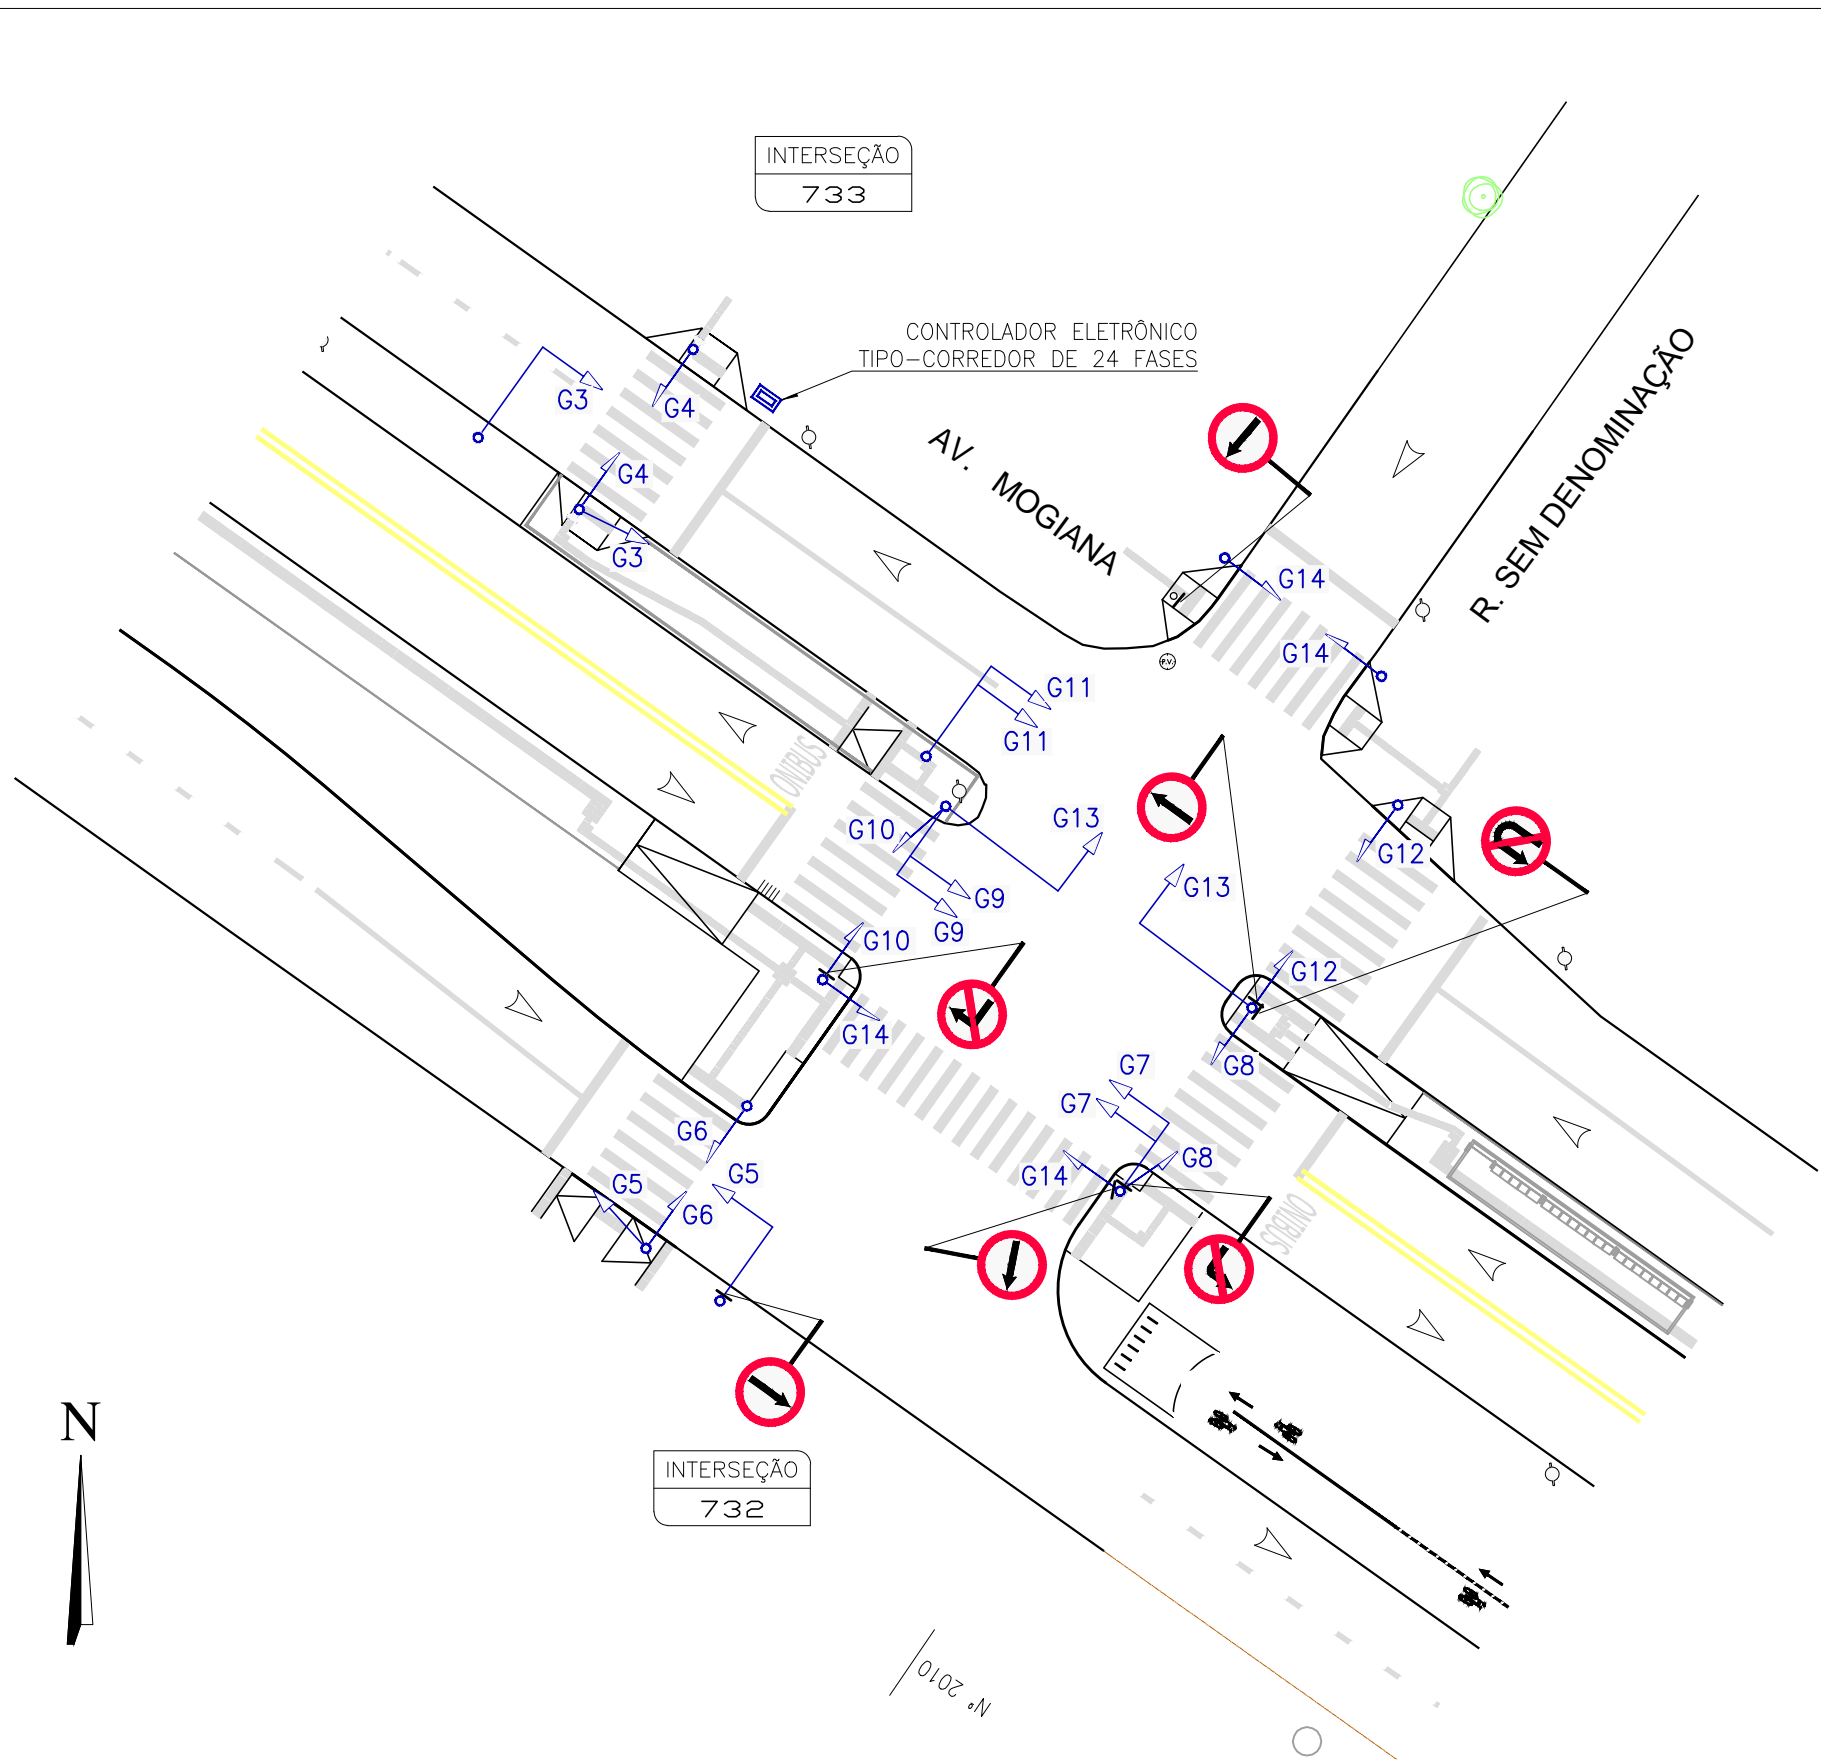 INTERSEÇÃO
733
CONTROLADOR ELETRÔNICO
TIPO-CORREDOR DE 24 FASES
AV. MOGIANA
R. SEM DENOMINAÇÃO
G3
G4
G4
G3
G14
G14
G11
G11
G10
G13
G12
G13
G9
G9
G10
G12
G14
G8
G7
G7
G6
G8
G14
G5
G5
G6
ONIBUS
ONIBUS
P.V.
N
INTERSEÇÃO
732
Nº 2010